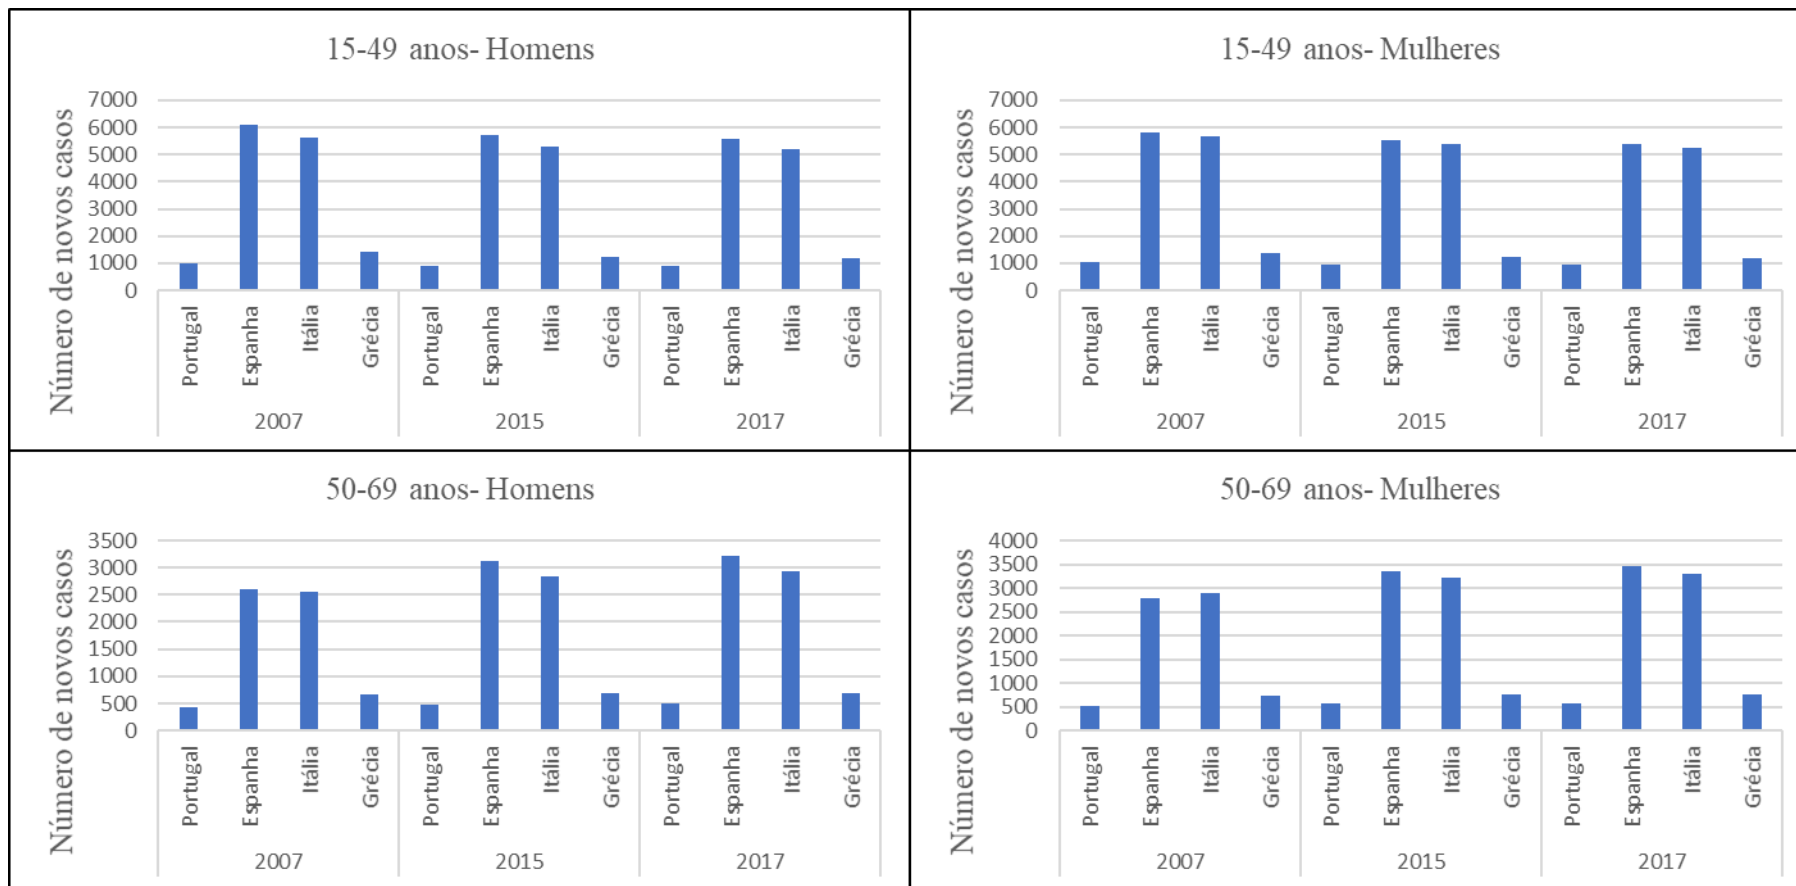 15-49 anos- Homens
Número de novos casos
7000
6000
5000
4000
3000
2000
1000
0
Portugal
Espanha
Itália
Grécia
Portugal
Espanha
Itália
Grécia
Portugal
Espanha
Itália
Grécia
2007 2015 2017
15-49 anos- Mulheres
Número de novos casos
7000
6000
5000
4000
3000
2000
1000
0
Portugal
Espanha
Itália
Grécia
Portugal
Espanha
Itália
Grécia
Portugal
Espanha
Itália
Grécia
2007 2015 2017
50-69 anos- Homens
Número de novos casos
3500
3000
2500
2000
1500
1000
500
0
Portugal
Espanha
Itália
Grécia
Portugal
Espanha
Itália
Grécia
Portugal
Espanha
Itália
Grécia
2007 2015 2017
50-69 anos- Mulheres
Número de novos casos
4000
3500
3000
2500
2000
1500
1000
500
0
Portugal
Espanha
Itália
Grécia
Portugal
Espanha
Itália
Grécia
Portugal
Espanha
Itália
Grécia
2007 2015 2017